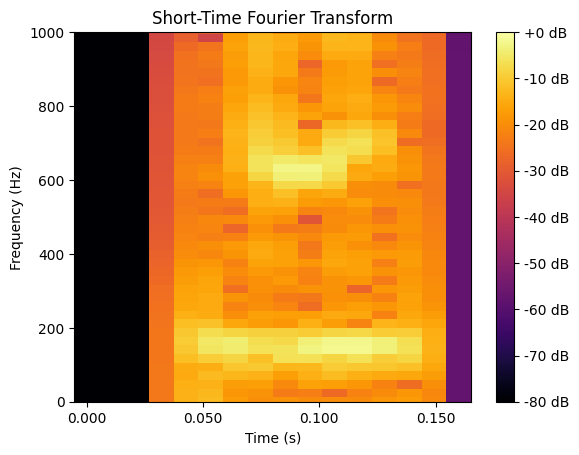 Short-Time Fourier Transform
Frequency (Hz)
1000
800
600
400
200
0
0.000
0.050
0.100
0.150
Time (s)
+0 dB
-10 dB
-20 dB
-30 dB
-40 dB
-50 dB
-60 dB
-70 dB
-80 dB